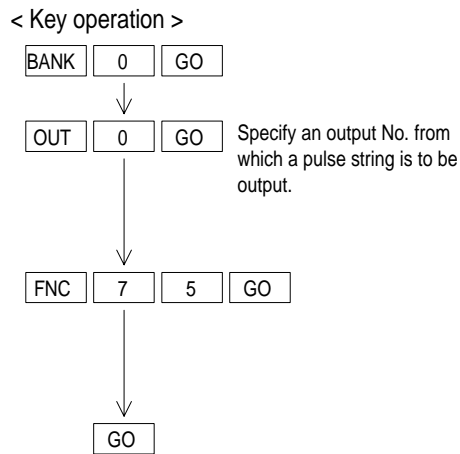 < Key operation >
BANK 0 GO
OUT 0 GO Specify an output No. from
which a pulse string is to be
output.
FNC 7 5 GO
GO